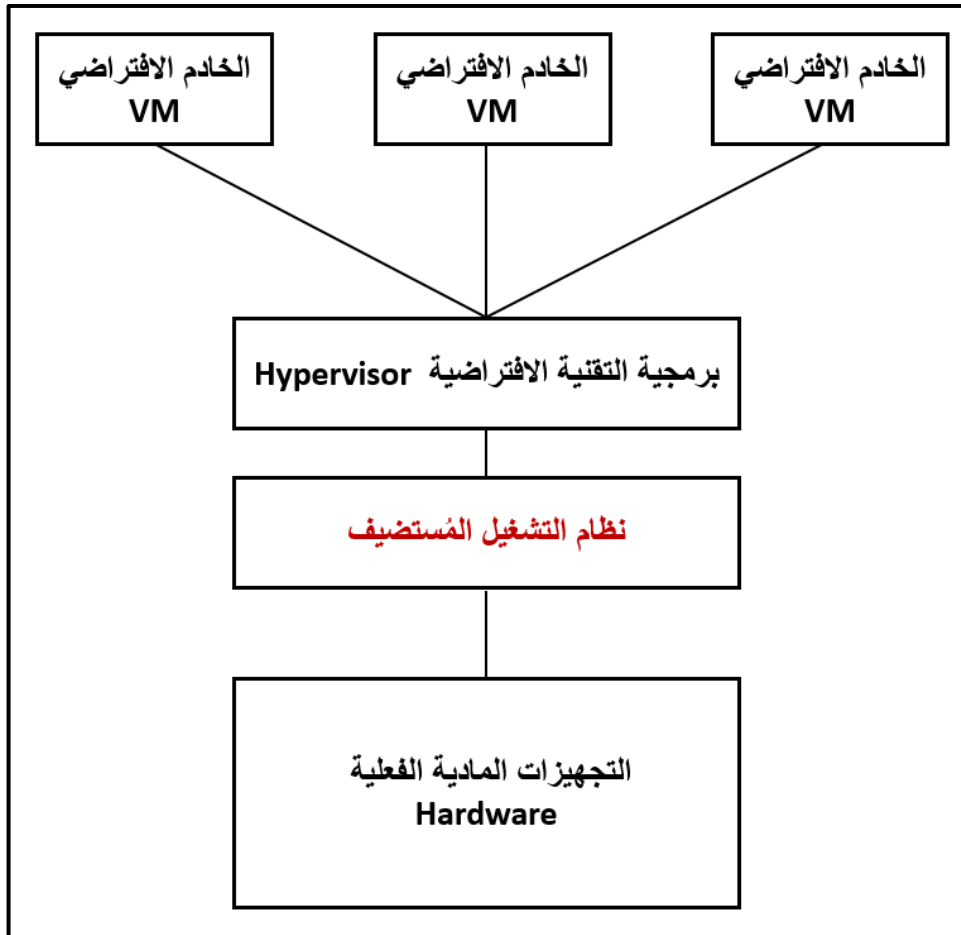 الخادم الافتراضي
VM
الخادم الافتراضي
VM
الخادم الافتراضي
VM
برمجية التقنية الافتراضية Hypervisor
نظام التشغيل المُستضيف
التجهيزات المادية الفعلية
Hardware